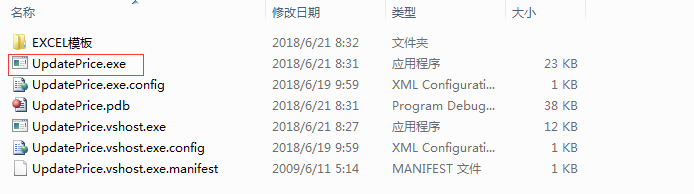 名称 修改日期 类型 大小
EXCEL模板 2018/6/21 8:32 文件夹
UpdatePrice.exe 2018/6/21 8:31 应用程序 23 KB
UpdatePrice.exe.config 2018/6/19 9:59 XML Configurati... 1 KB
UpdatePrice.pdb 2018/6/21 8:31 Program Debug... 38 KB
UpdatePrice.vshost.exe 2018/6/21 8:27 应用程序 12 KB
UpdatePrice.vshost.exe.config 2018/6/19 9:59 XML Configurati... 1 KB
UpdatePrice.vshost.exe.manifest 2009/6/11 5:14 MANIFEST 文件 1 KB